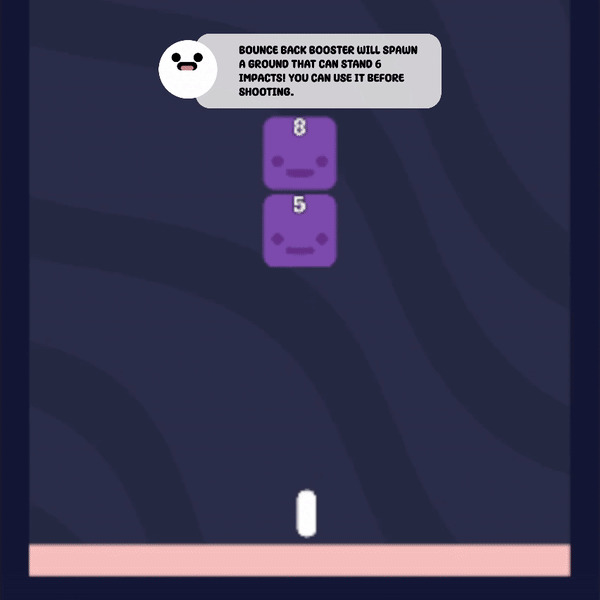 BOUNCE BACK BOOSTER WILL SPAWN
A GROUND THAT CAN STAND 6
IMPACTS! YOU CAN USE IT BEFORE
SHOOTING.
8
5